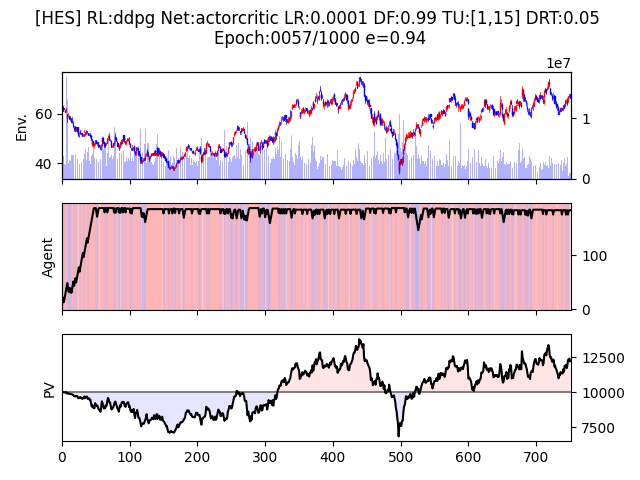 [HES] RL:ddpg Net:actorcritic LR:0.0001 DF:0.99 TU:[1,15] DRT:0.05
Epoch:0057/1000 e=0.94
1e7
Env.
60
40
1
0
Agent
100
0
PV
12500
10000
7500
0 100 200 300 400 500 600 700